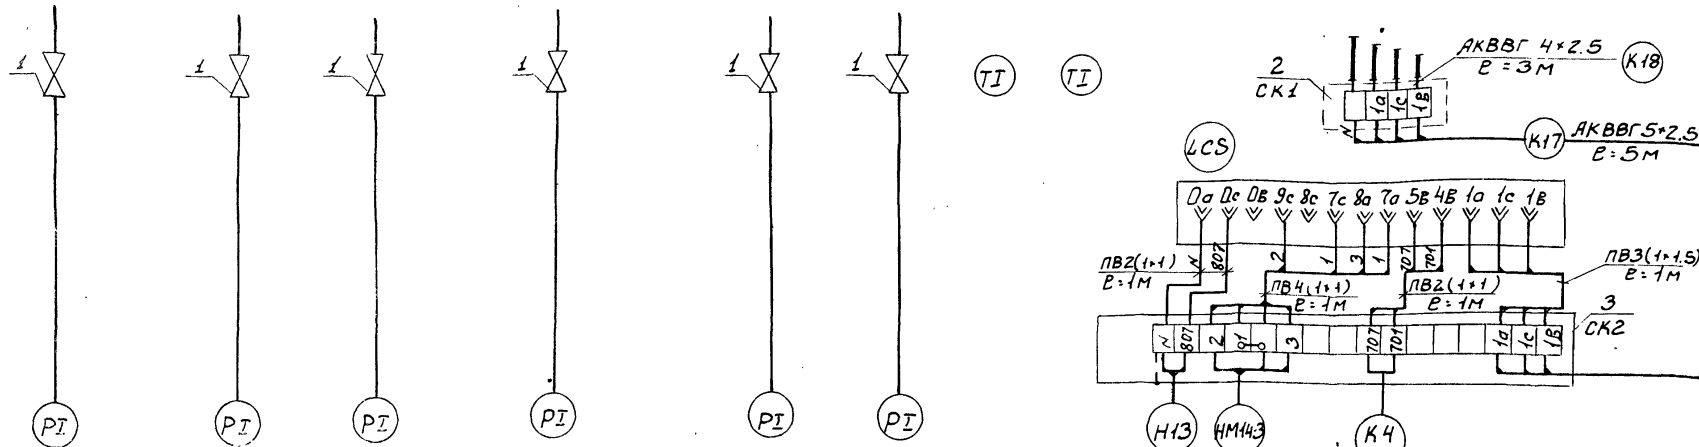 1
1
1
1
1
1
TI
TI
PI
PI
PI
PI
PI
PI
АКВВГ 4×2.5
ℓ = 3м
К18
2
СК1
1а
1с
1В
N
К17
АКВВГ 5×2.5
ℓ = 5м
LCS
0а 0с 0в 9с 8с 7с 8а 7а 5в 4в 1а 1с 1в
N 807 2 1 3 1 707 701
ПВ2(1×1)
ℓ = 1м
ПВ4(1×1)
ℓ = 1м
ПВ2(1×1)
ℓ = 1м
ПВ3(1×1.5)
ℓ = 1м
3
СК2
N 807 2 1 3 707 701 1а 1с 1В
Н13
НМ14-3
К4